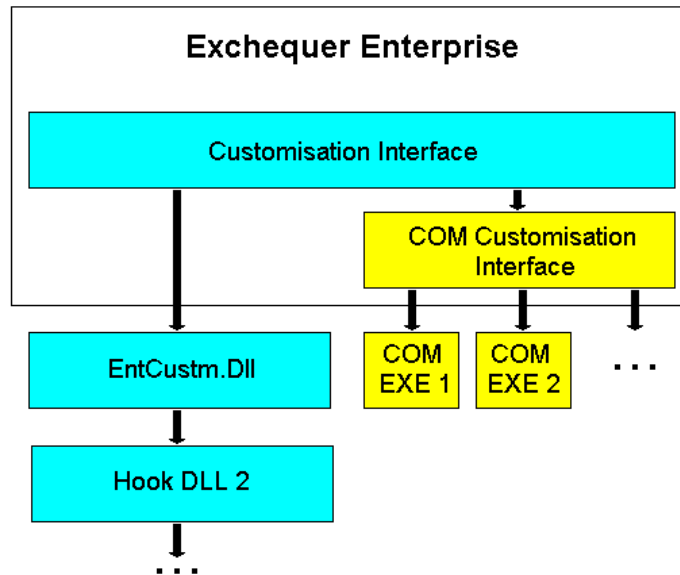 Exchequer Enterprise
Customisation Interface
COM Customisation
Interface
EntCustm.Dll
COM
EXE 1
COM
EXE 2
...
Hook DLL 2
...